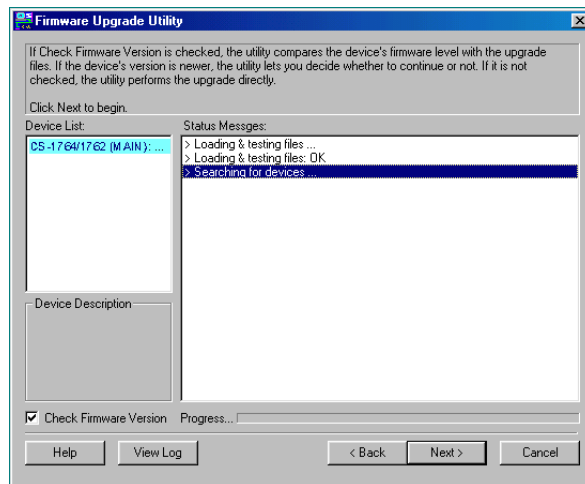 Firmware Upgrade Utility
If Check Firmware Version is checked, the utility compares the device's firmware level with the upgrade
files. If the device's version is newer, the utility lets you decide whether to continue or not. If it is not
checked, the utility performs the upgrade directly.
Click Next to begin.
Device List:
Status Messges:
CS-1764/1762 (MAIN): ...
> Loading & testing files ...
> Loading & testing files: OK
> Searching for devices ...
Device Description
Check Firmware Version
Progress...
Help
View Log
< Back
Next >
Cancel